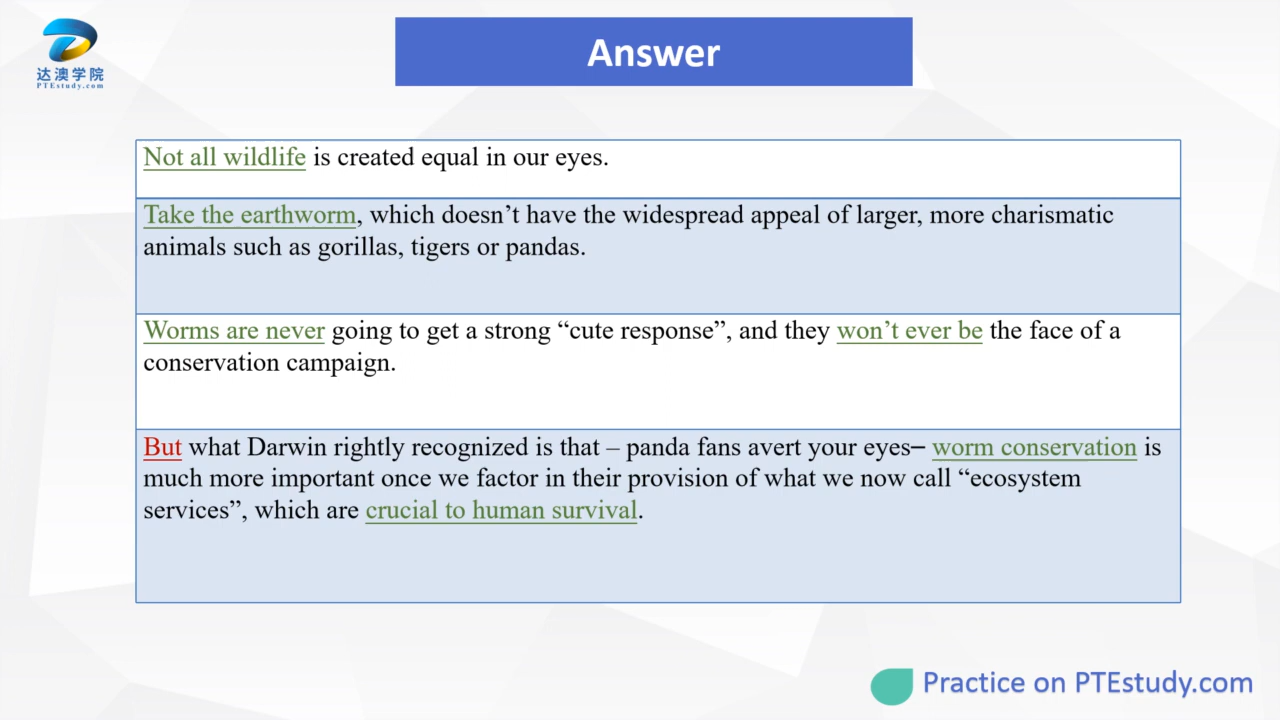 达澳学院
PTEstudy.com
Answer
Not all wildlife is created equal in our eyes.
Take the earthworm, which doesn’t have the widespread appeal of larger, more charismatic
animals such as gorillas, tigers or pandas.
Worms are never going to get a strong “cute response”, and they won’t ever be the face of a
conservation campaign.
But what Darwin rightly recognized is that – panda fans avert your eyes– worm conservation is
much more important once we factor in their provision of what we now call “ecosystem
services”, which are crucial to human survival.
Practice on PTEstudy.com